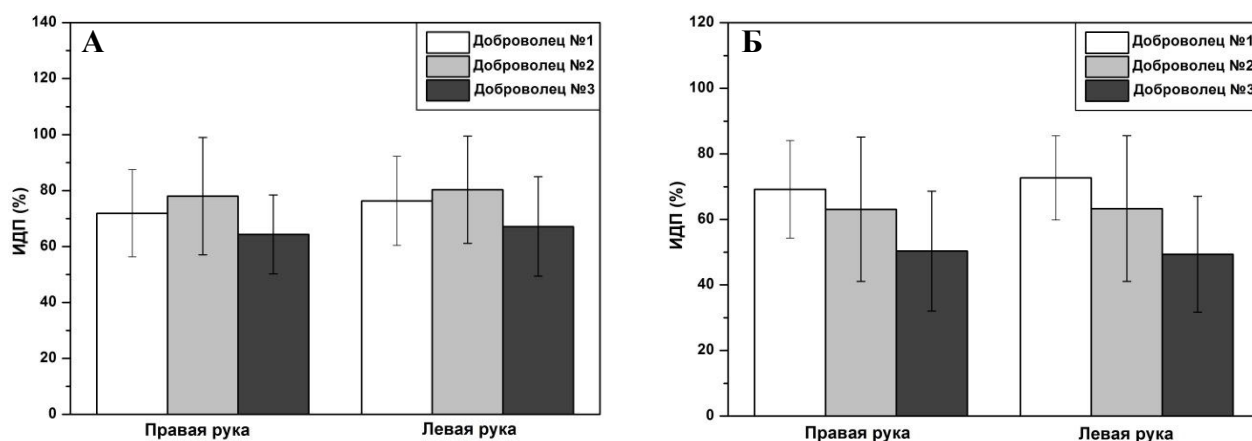 А
Доброволец №1
Доброволец №2
Доброволец №3
ИДП (%)
140
120
100
80
60
40
20
0
Правая рука
Левая рука
Б
Доброволец №1
Доброволец №2
Доброволец №3
ИДП (%)
120
100
80
60
40
20
0
Правая рука
Левая рука